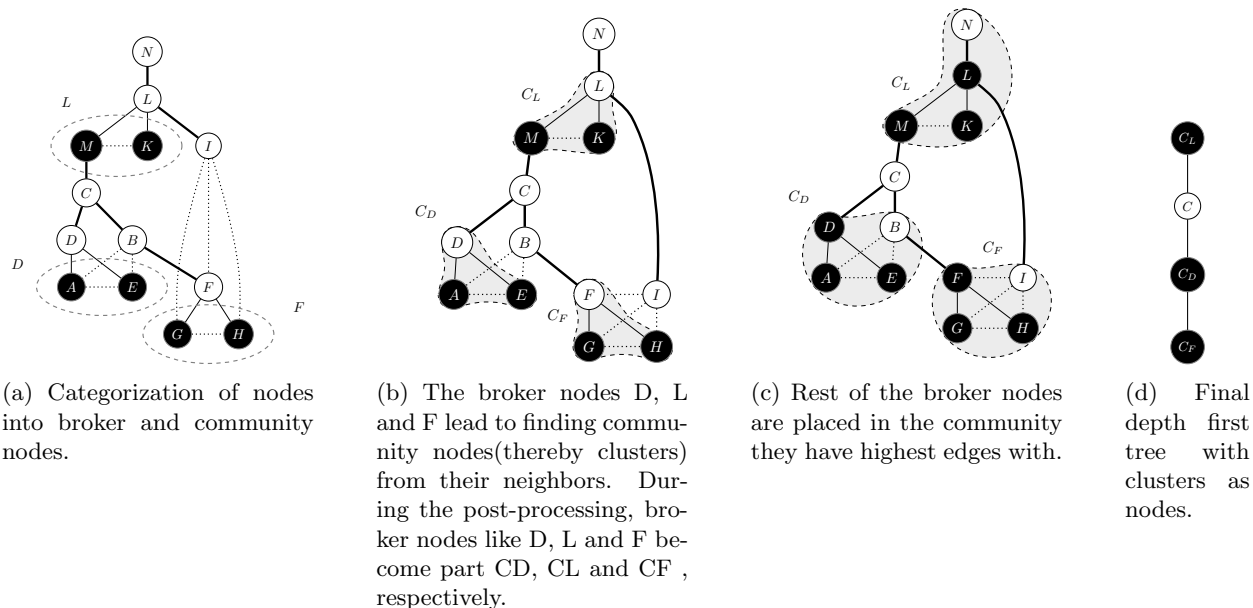 N
L
L
M
K
I
C
D
B
D
A
E
F
F
G
H
N
C_L
L
M
K
C
C_D
D
B
A
E
F
I
C_F
G
H
N
L
C_L
M
K
C
C_D
D
B
C_F
A
E
F
I
G
H
C_L
C
C_D
C_F
(a) Categorization of nodes
into broker and community
nodes.
(b) The broker nodes D, L
and F lead to finding commu-
nity nodes(thereby clusters)
from their neighbors. Dur-
ing the post-processing, bro-
ker nodes like D, L and F be-
come part CD, CL and CF ,
respectively.
(c) Rest of the broker nodes
are placed in the community
they have highest edges with.
(d) Final
depth first
tree with
clusters as
nodes.